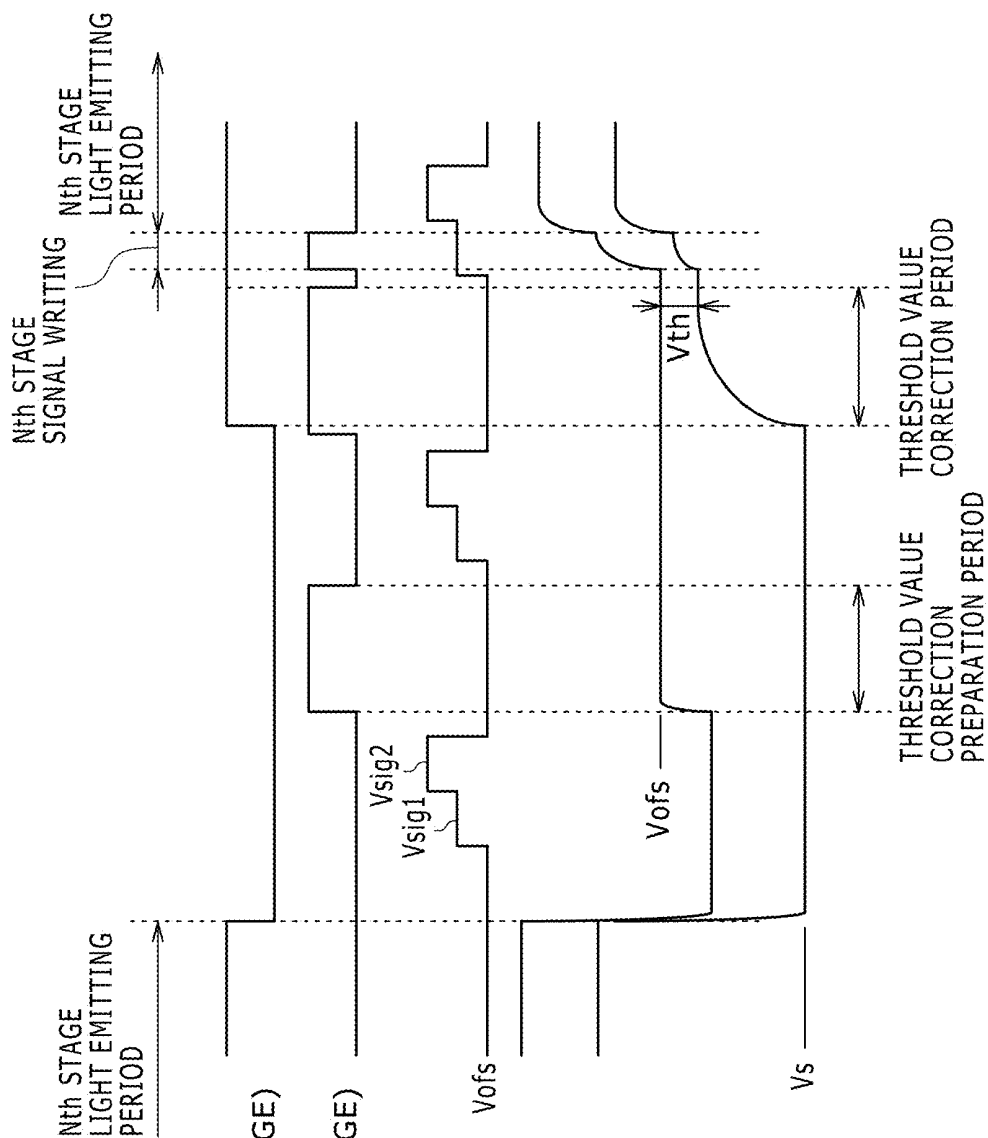 Nth STAGE
LIGHT EMITTING
PERIOD
Nth STAGE
SIGNAL WRITING
Nth STAGE
LIGHT EMITTING
PERIOD
GE)
GE)
Vofs
Vsig1
Vsig2
Vofs
Vth
Vs
THRESHOLD VALUE
CORRECTION
PREPARATION PERIOD
THRESHOLD VALUE
CORRECTION PERIOD